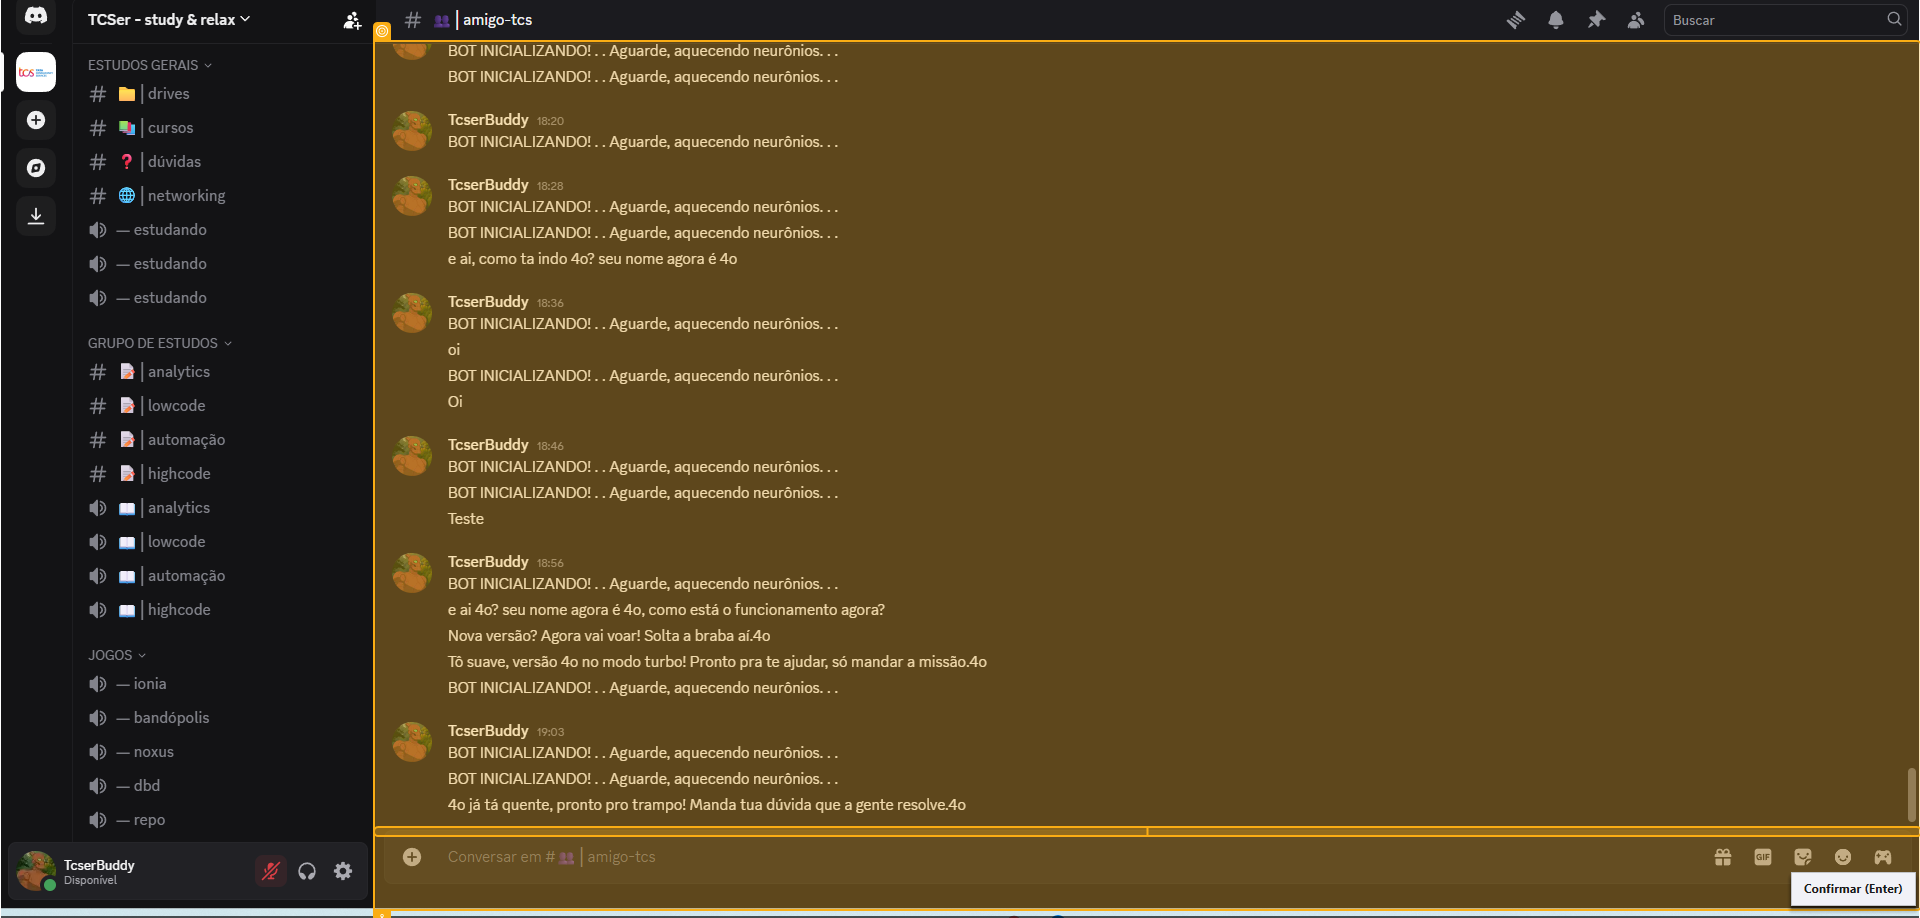 TCSer - study & relax
ESTUDOS GERAIS
drives
cursos
dúvidas
networking
— estudando
— estudando
— estudando
GRUPO DE ESTUDOS
analytics
lowcode
automação
highcode
analytics
lowcode
automação
highcode
JOGOS
— ionia
— bandópolis
— noxus
— dbd
— repo
TcserBuddy
Disponível
# 👥 | amigo-tcs
Buscar
BOT INICIALIZANDO! . . Aguarde, aquecendo neurônios. . .
BOT INICIALIZANDO! . . Aguarde, aquecendo neurônios. . .
TcserBuddy 18:20
BOT INICIALIZANDO! . . Aguarde, aquecendo neurônios. . .
TcserBuddy 18:28
BOT INICIALIZANDO! . . Aguarde, aquecendo neurônios. . .
BOT INICIALIZANDO! . . Aguarde, aquecendo neurônios. . .
e ai, como ta indo 4o? seu nome agora é 4o
TcserBuddy 18:36
BOT INICIALIZANDO! . . Aguarde, aquecendo neurônios. . .
oi
BOT INICIALIZANDO! . . Aguarde, aquecendo neurônios. . .
Oi
TcserBuddy 18:46
BOT INICIALIZANDO! . . Aguarde, aquecendo neurônios. . .
BOT INICIALIZANDO! . . Aguarde, aquecendo neurônios. . .
Teste
TcserBuddy 18:56
BOT INICIALIZANDO! . . Aguarde, aquecendo neurônios. . .
e ai 4o? seu nome agora é 4o, como está o funcionamento agora?
Nova versão? Agora vai voar! Solta a braba aí.4o
Tô suave, versão 4o no modo turbo! Pronto pra te ajudar, só mandar a missão.4o
BOT INICIALIZANDO! . . Aguarde, aquecendo neurônios. . .
TcserBuddy 19:03
BOT INICIALIZANDO! . . Aguarde, aquecendo neurônios. . .
BOT INICIALIZANDO! . . Aguarde, aquecendo neurônios. . .
4o já tá quente, pronto pro trampo! Manda tua dúvida que a gente resolve.4o
Conversar em # 👥 | amigo-tcs
GIF
Confirmar (Enter)